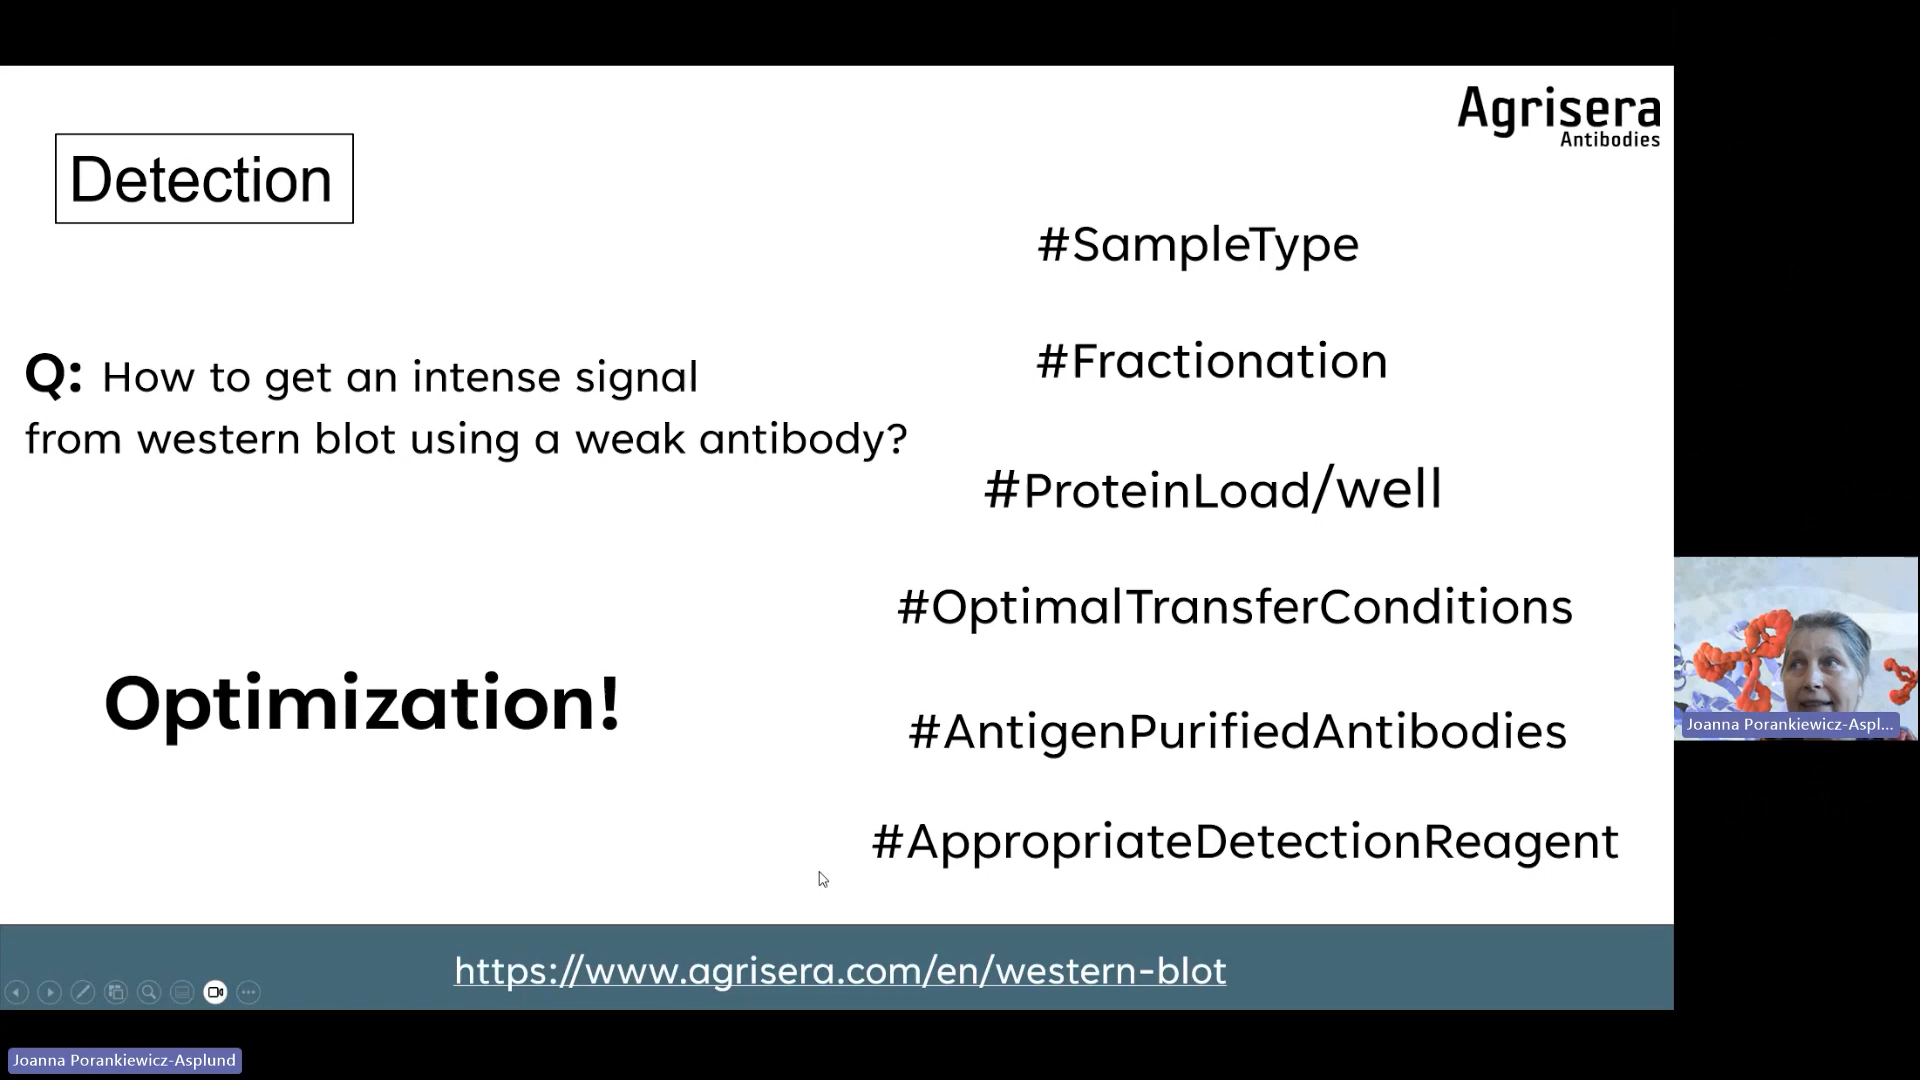 Agrisera
Antibodies
Detection
#SampleType
#Fractionation
Q: How to get an intense signal
from western blot using a weak antibody?
#ProteinLoad/well
#OptimalTransferConditions
Optimization!
#AntigenPurifiedAntibodies
#AppropriateDetectionReagent
Joanna Porankiewicz-Aspl...
https://www.agrisera.com/en/western-blot
Joanna Porankiewicz-Asplund